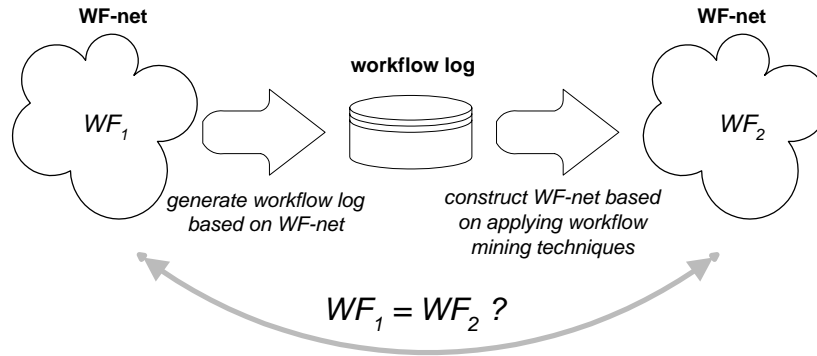 WF-net
WF-net
workflow log
WF1
WF2
generate workflow log
based on WF-net
construct WF-net based
on applying workflow
mining techniques
WF1 = WF2 ?